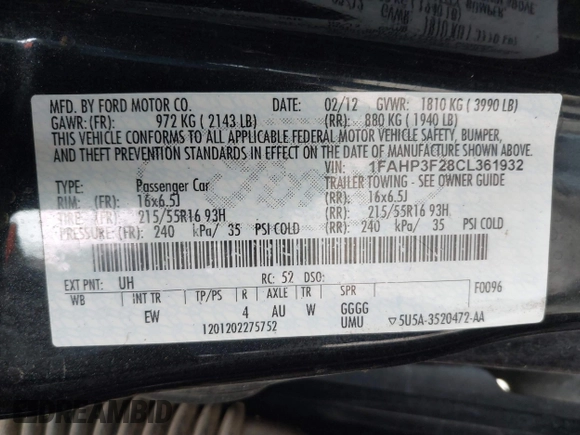 MFD. BY FORD MOTOR CO. DATE: 02/12 GVWR: 1810 KG ( 3990 LB)
GAWR:(FR): 972 KG ( 2143 LB) (RR): 880 KG ( 1940 LB)
THIS VEHICLE CONFORMS TO ALL APPLICABLE FEDERAL MOTOR VEHICLE SAFETY, BUMPER,
AND THEFT PREVENTION STANDARDS IN EFFECT ON THE DATE OF MANUFACTURE SHOWN ABOVE.
VIN: 1FAHP3F28CL361932
TYPE: Passenger Car TRAILER TOWING - SEE OWNER GUIDE
RIM: (FR): 16x6.5J (RR): 16x6.5J
TIRE (FR): 215/55R16 93H (RR): 215/55R16 93H
PRESSURE: (FR): 240 kPa/ 35 PSI COLD (RR): 240 kPa/ 35 PSI COLD
EXT PNT: UH RC: 52 DSO: F0096
WB INT TR TP/PS R AXLE TR SPR
EW 4 AU W GGGG
1201202275752 UMU ▽5U5A-3520472-AA
DREAMBID